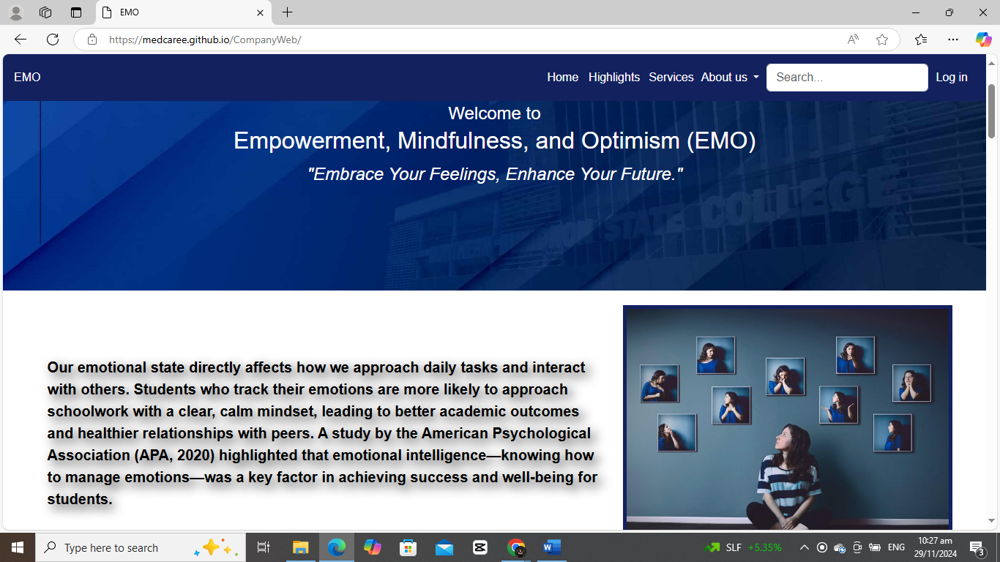 EMO
https://medcaree.github.io/CompanyWeb/
EMO
Home Highlights Services About us Search... Log in
Welcome to
Empowerment, Mindfulness, and Optimism (EMO)
"Embrace Your Feelings, Enhance Your Future."
STATE COLLEGE
Our emotional state directly affects how we approach daily tasks and interact
with others. Students who track their emotions are more likely to approach
schoolwork with a clear, calm mindset, leading to better academic outcomes
and healthier relationships with peers. A study by the American Psychological
Association (APA, 2020) highlighted that emotional intelligence—knowing how
to manage emotions—was a key factor in achieving success and well-being for
students.
Type here to search
SLF +5.35%
ENG
10:27 am
29/11/2024
3